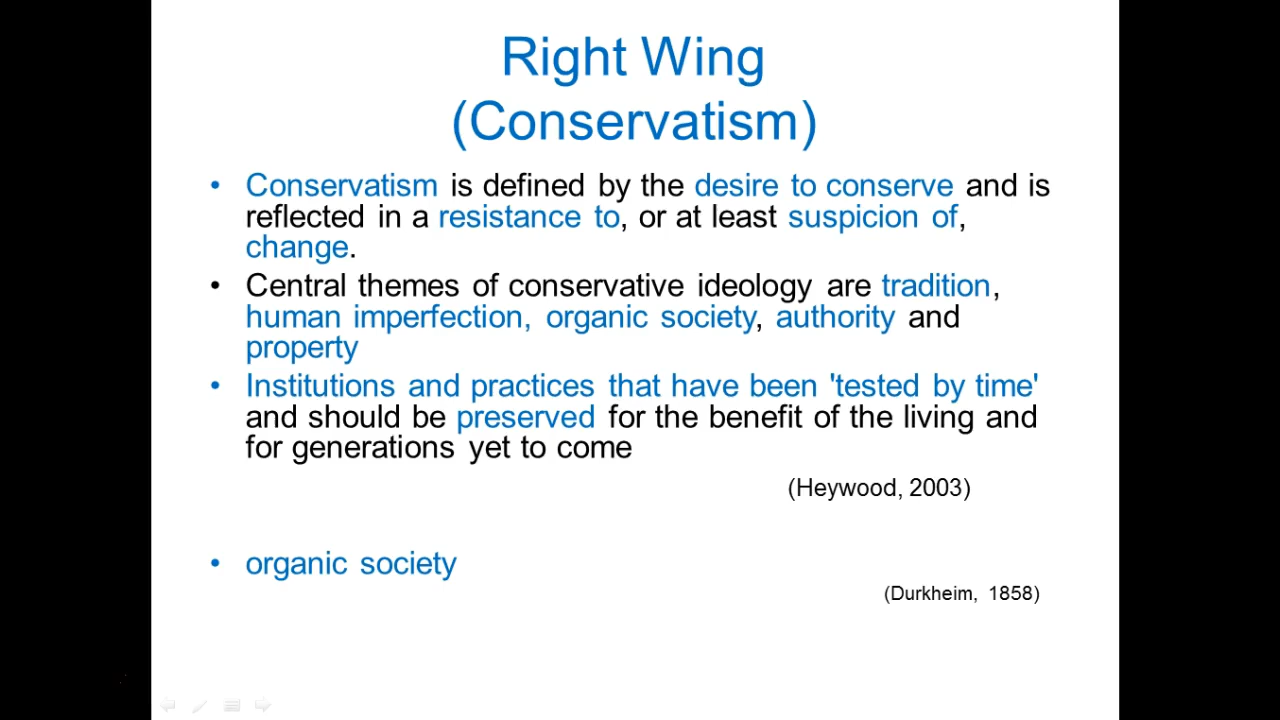 Right Wing
(Conservatism)
• Conservatism is defined by the desire to conserve and is
reflected in a resistance to, or at least suspicion of,
change.
• Central themes of conservative ideology are tradition,
human imperfection, organic society, authority and
property
• Institutions and practices that have been 'tested by time'
and should be preserved for the benefit of the living and
for generations yet to come
(Heywood, 2003)
• organic society
(Durkheim, 1858)